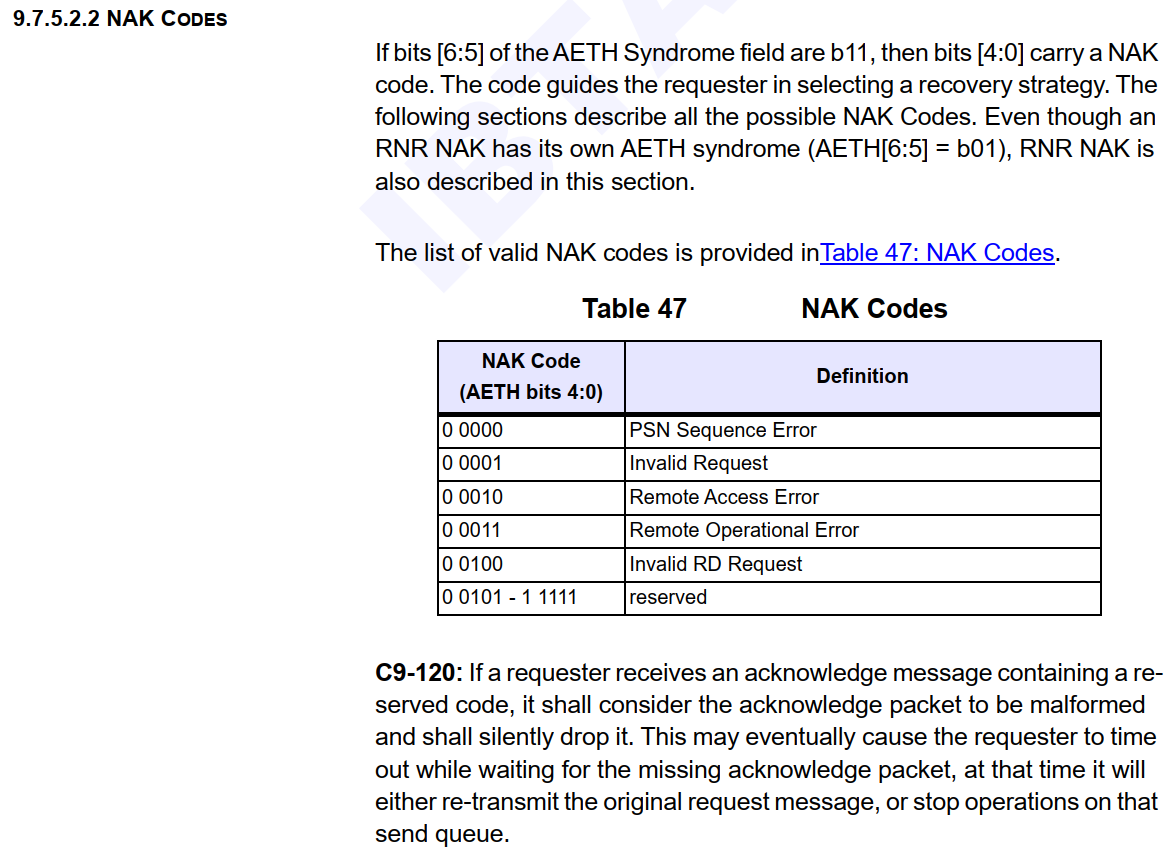 9.7.5.2.2 NAK CODES
If bits [6:5] of the AETH Syndrome field are b11, then bits [4:0] carry a NAK
code. The code guides the requester in selecting a recovery strategy. The
following sections describe all the possible NAK Codes. Even though an
RNR NAK has its own AETH syndrome (AETH[6:5] = b01), RNR NAK is
also described in this section.
The list of valid NAK codes is provided inTable 47: NAK Codes.
Table 47 NAK Codes
NAK Code
(AETH bits 4:0)
Definition
0 0000 PSN Sequence Error
0 0001 Invalid Request
0 0010 Remote Access Error
0 0011 Remote Operational Error
0 0100 Invalid RD Request
0 0101 - 1 1111 reserved
C9-120: If a requester receives an acknowledge message containing a re-
served code, it shall consider the acknowledge packet to be malformed
and shall silently drop it. This may eventually cause the requester to time
out while waiting for the missing acknowledge packet, at that time it will
either re-transmit the original request message, or stop operations on that
send queue.
IBTA